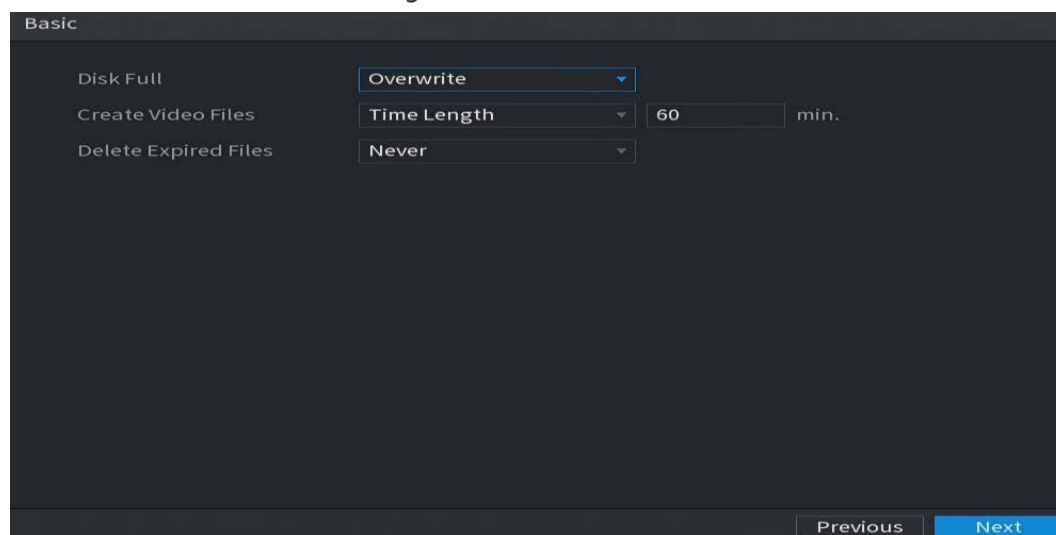 Basic
Disk Full Overwrite
Create Video Files Time Length 60 min.
Delete Expired Files Never
Previous Next